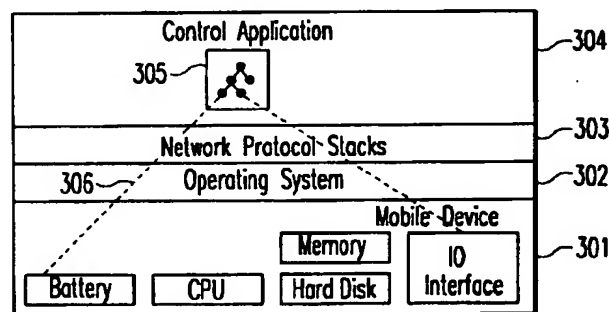 Control Application
304
305
303
Network Protocol Stacks
306
Operating System
302
Mobile Device
Memory
IO
Interface
301
Battery
CPU
Hard Disk